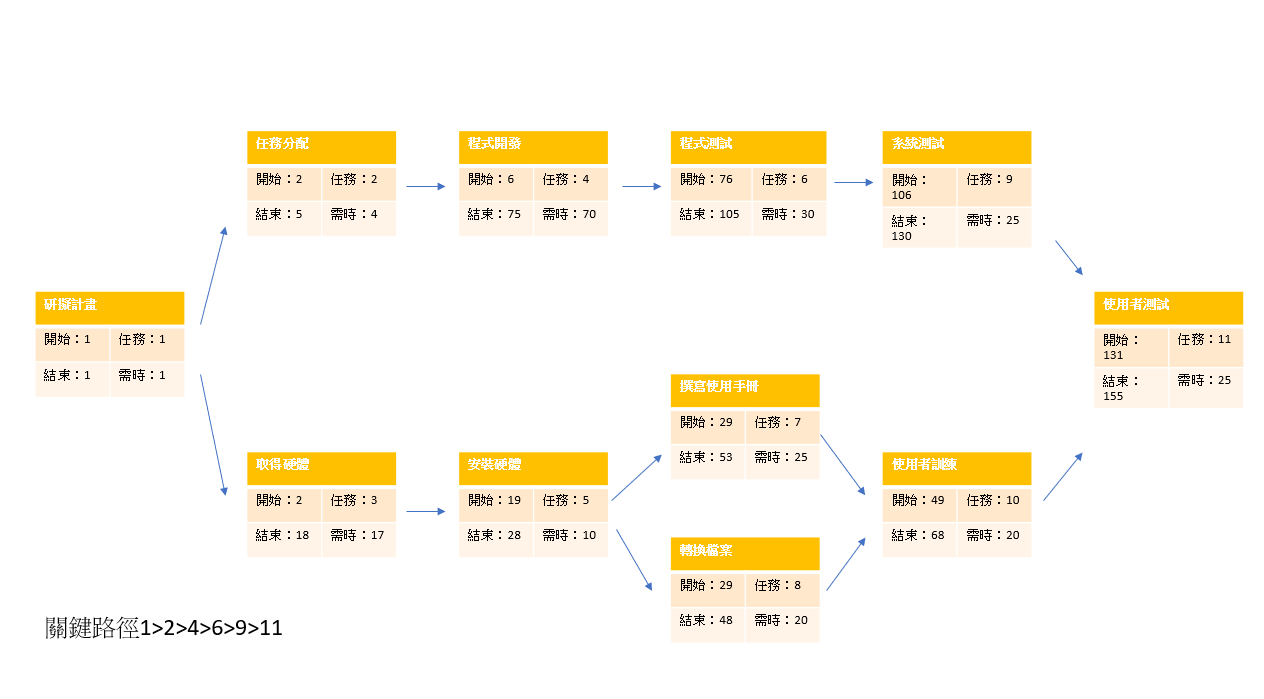 任務分配
開始：2 任務：2
結束：5 需時：4
程式開發
開始：6 任務：4
結束：75 需時：70
程式測試
開始：76 任務：6
結束：105 需時：30
系統測試
開始：
106
任務：9
結束：
130
需時：25
研擬計畫
開始：1 任務：1
結束：1 需時：1
使用者測試
開始：
131
任務：11
結束：
155
需時：25
撰寫使用手冊
開始：29 任務：7
結束：53 需時：25
取得硬體
開始：2 任務：3
結束：18 需時：17
安裝硬體
開始：19 任務：5
結束：28 需時：10
使用者訓練
開始：49 任務：10
結束：68 需時：20
轉換檔案
開始：29 任務：8
結束：48 需時：20
關鍵路徑1>2>4>6>9>11